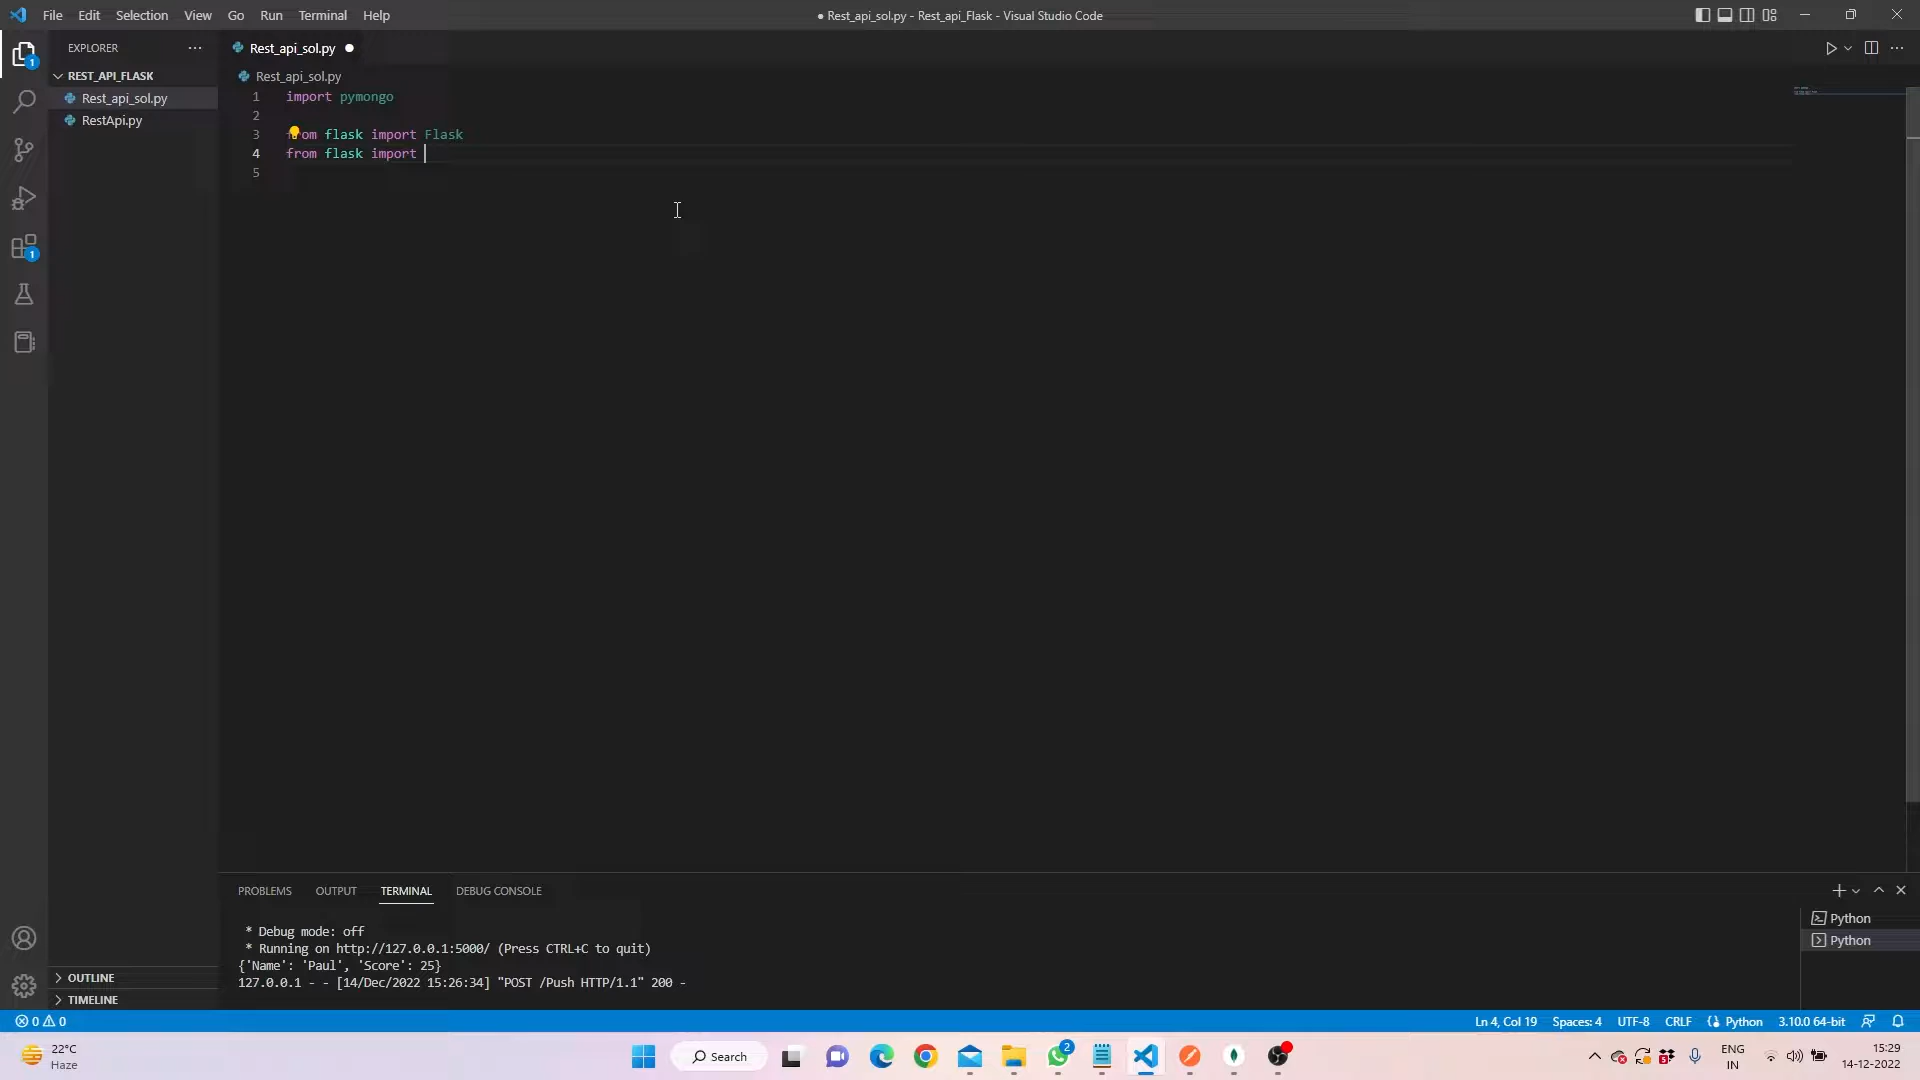 File Edit Selection View Go Run Terminal Help
● Rest_api_sol.py - Rest_api_Flask - Visual Studio Code
EXPLORER
REST_API_FLASK
Rest_api_sol.py
RestApi.py
OUTLINE
TIMELINE
1
1
Rest_api_sol.py
Rest_api_sol.py
1 import pymongo
2
3 from flask import Flask
4 from flask import
5
PROBLEMS OUTPUT TERMINAL DEBUG CONSOLE
* Debug mode: off
* Running on http://127.0.0.1:5000/ (Press CTRL+C to quit)
{'Name': 'Paul', 'Score': 25}
127.0.0.1 - - [14/Dec/2022 15:26:34] "POST /Push HTTP/1.1" 200 -
Python
Python
0 0
Ln 4, Col 19 Spaces: 4 UTF-8 CRLF Python 3.10.0 64-bit
22°C
Haze
Search
2
ENG
IN
15:29
14-12-2022